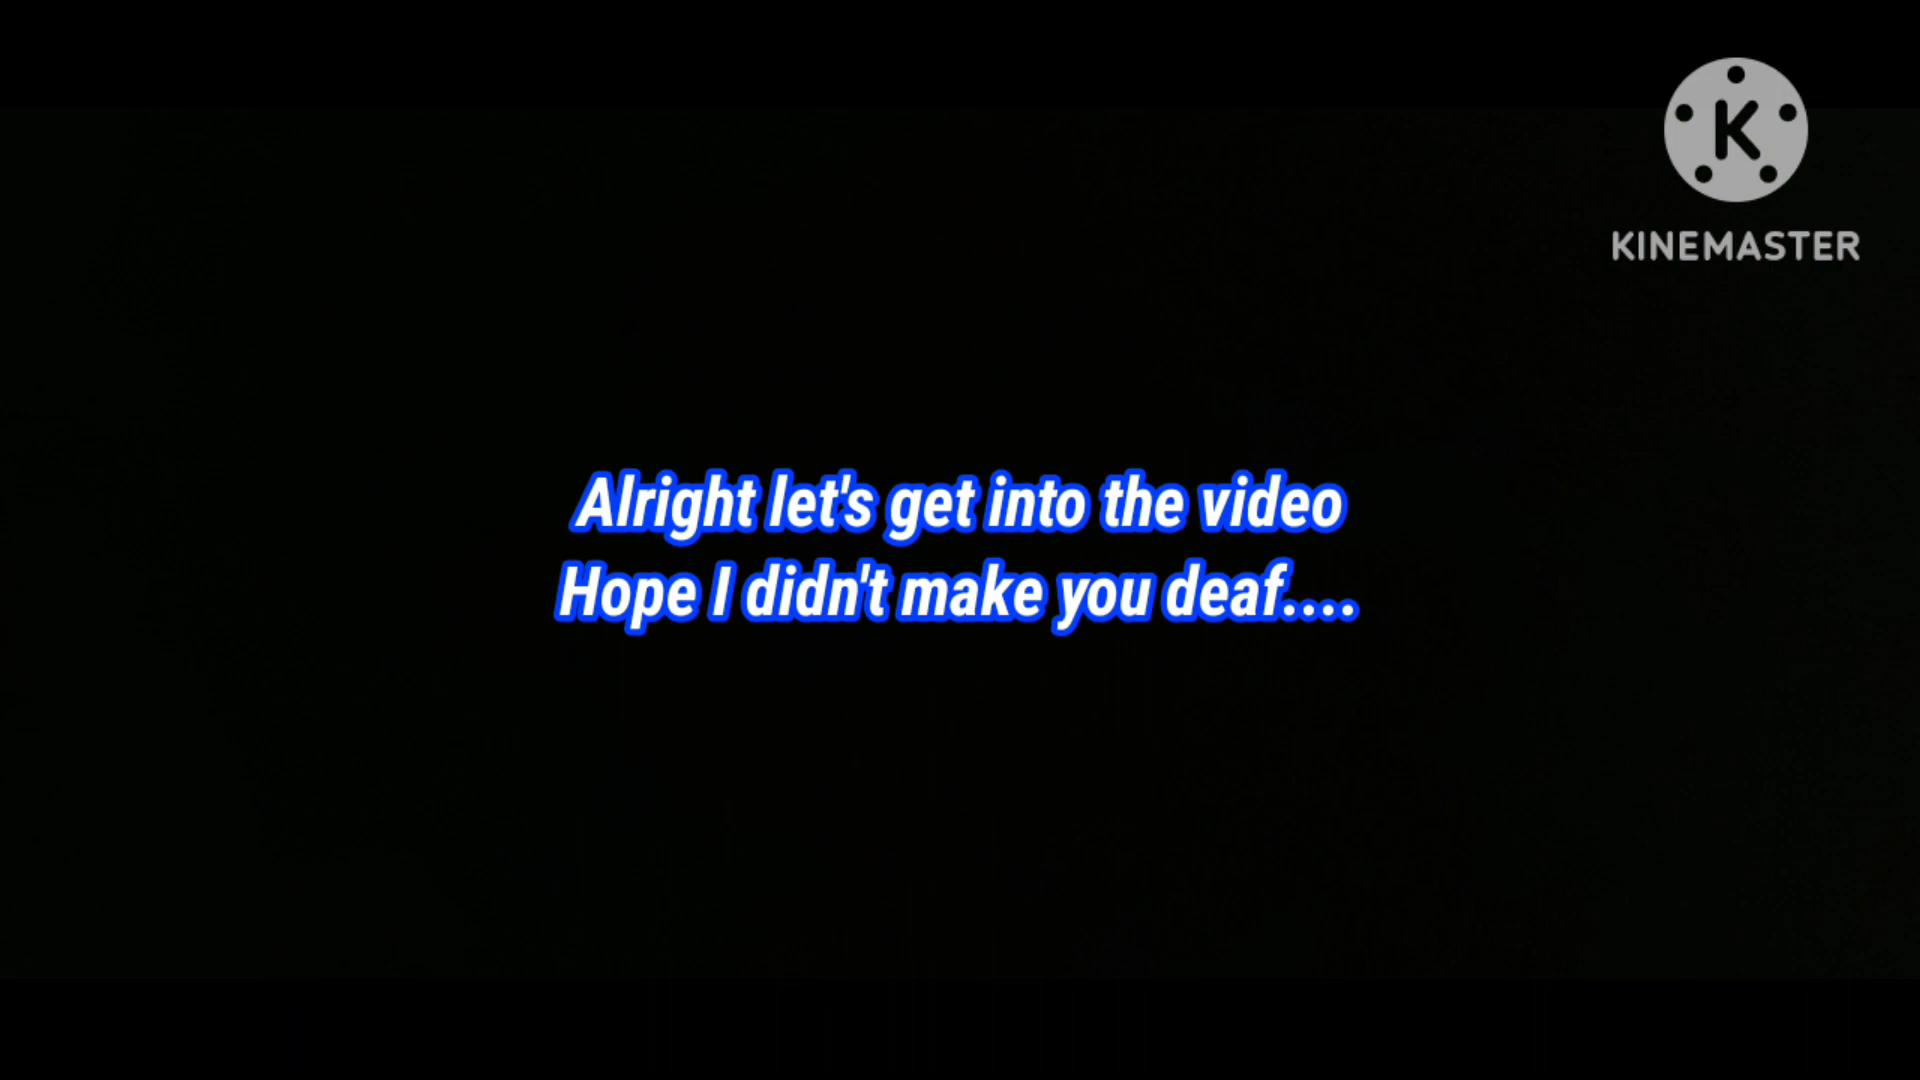 K
KINEMASTER
Alright let's get into the video
Hope I didn't make you deaf....